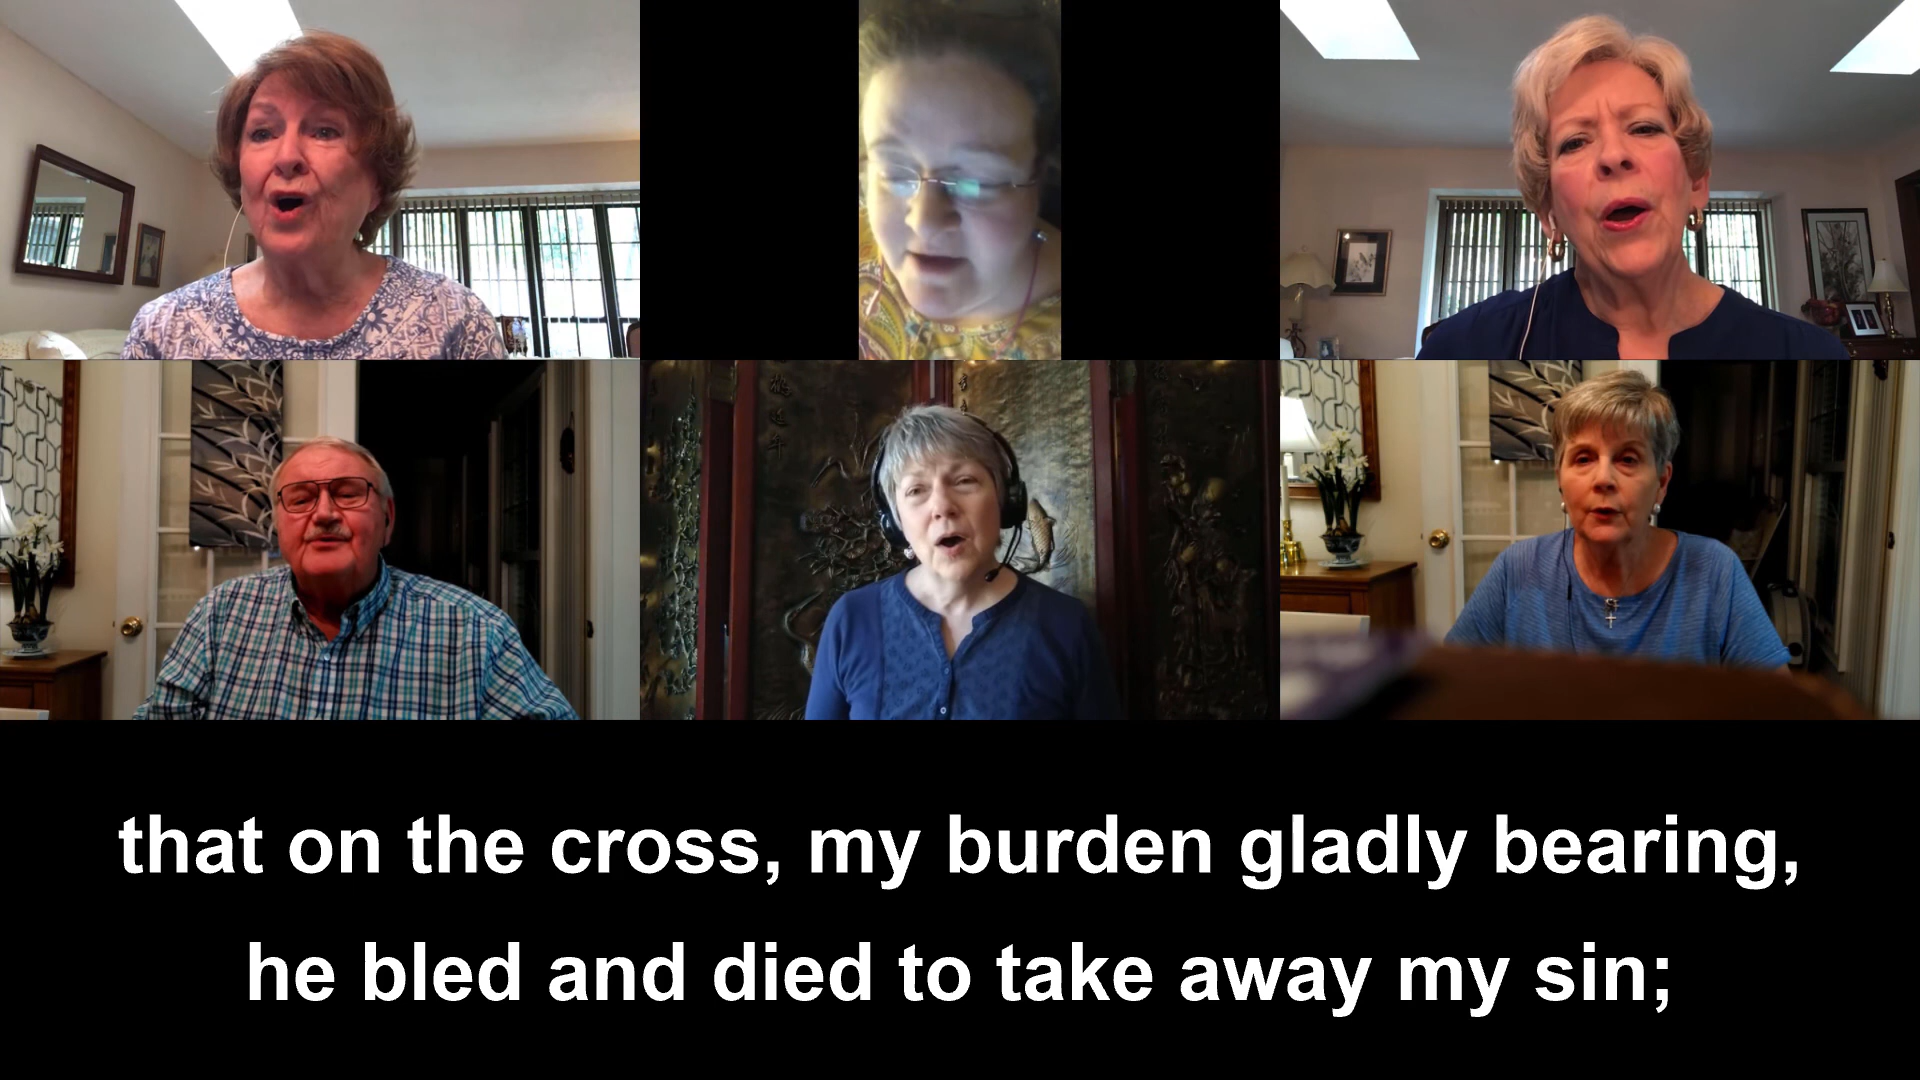 that on the cross, my burden gladly bearing,
he bled and died to take away my sin;